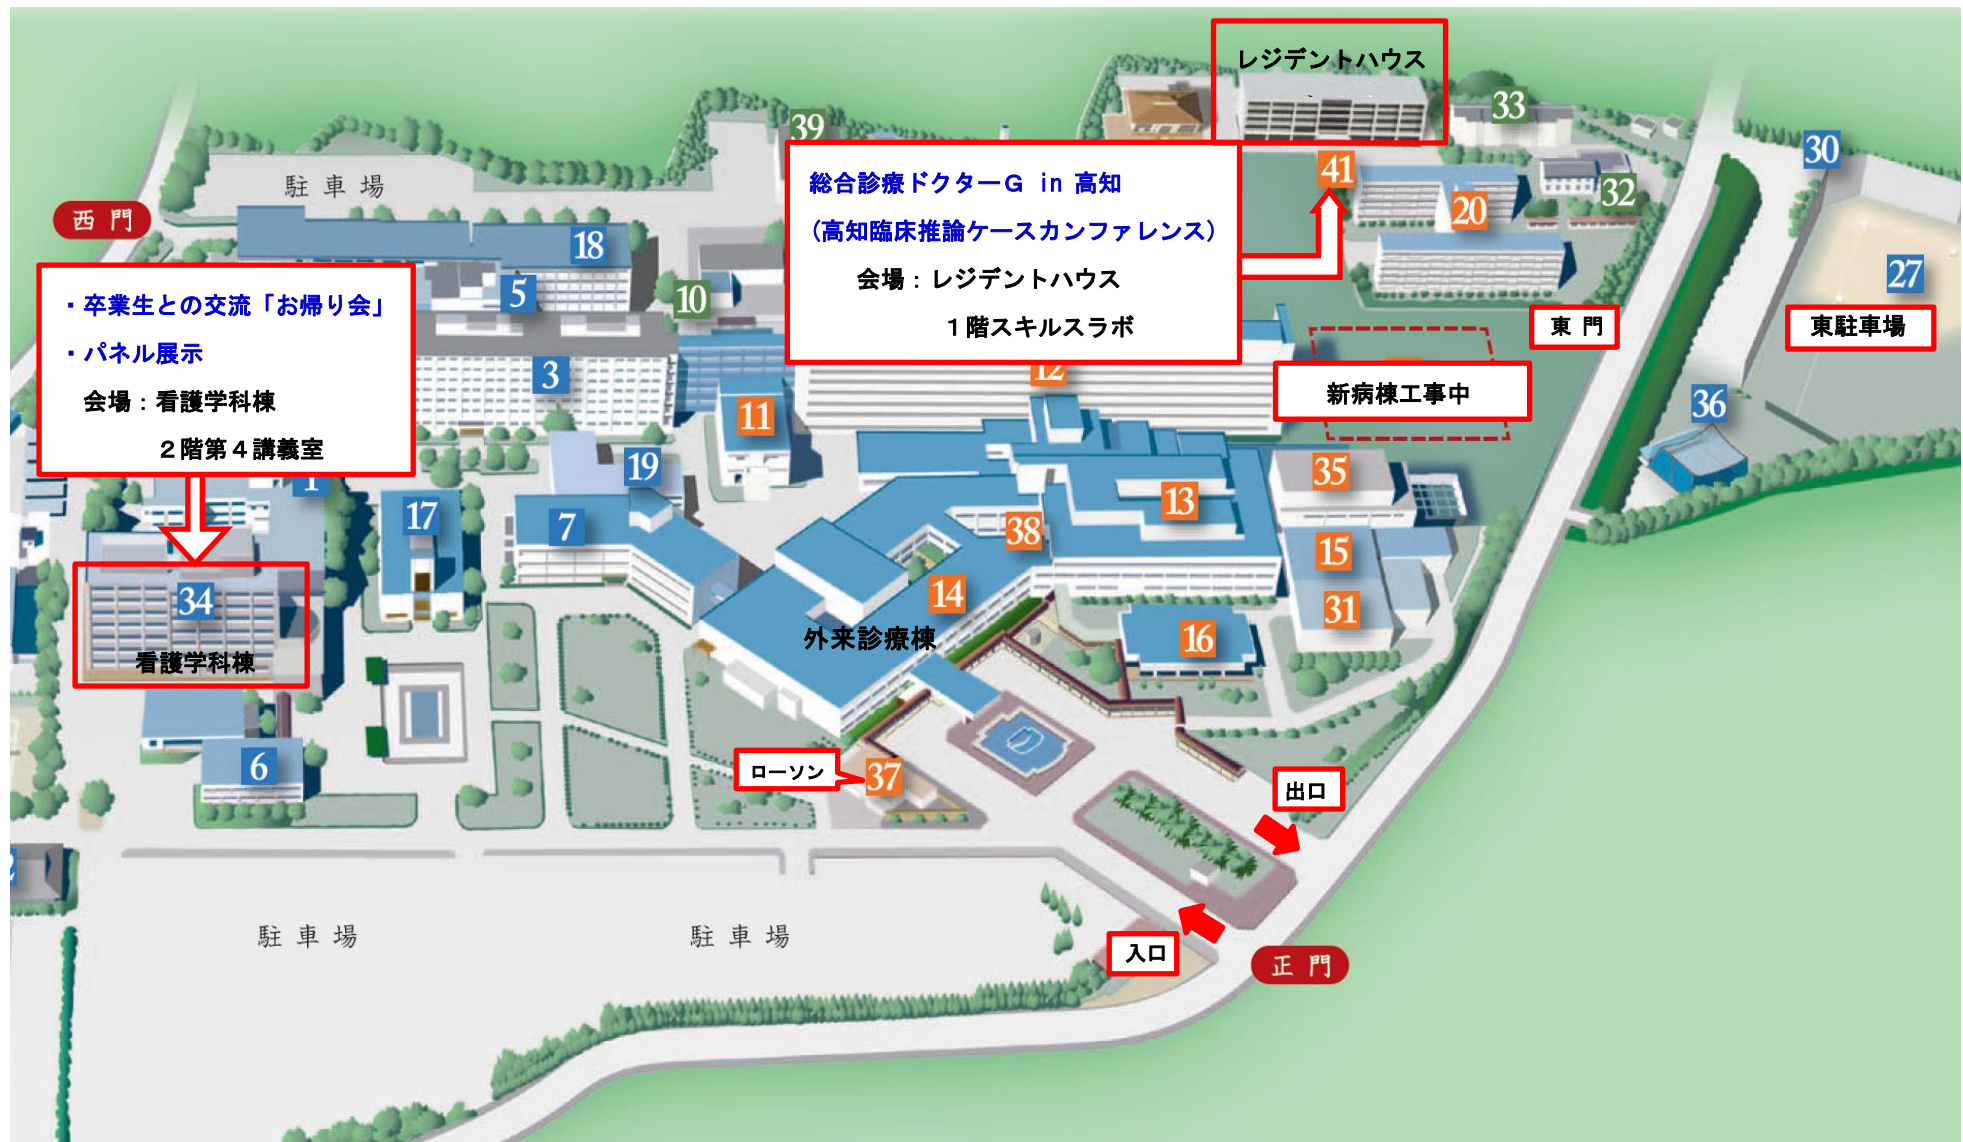 レジデントハウス
33
39
30
総合診療ドクターＧ in 高知
(高知臨床推論ケースカンファレンス)
会場：レジデントハウス
１階スキルスラボ
41
32
20
駐車場
西門
18
27
・卒業生との交流「お帰り会」
・パネル展示
会場：看護学科棟
２階第４講義室
5
10
東門
東駐車場
3
12
新病棟工事中
11
36
19
35
1
17
7
13
38
15
34
14
31
外来診療棟
16
看護学科棟
6
ローソン
37
出口
2
駐車場
駐車場
入口
正門